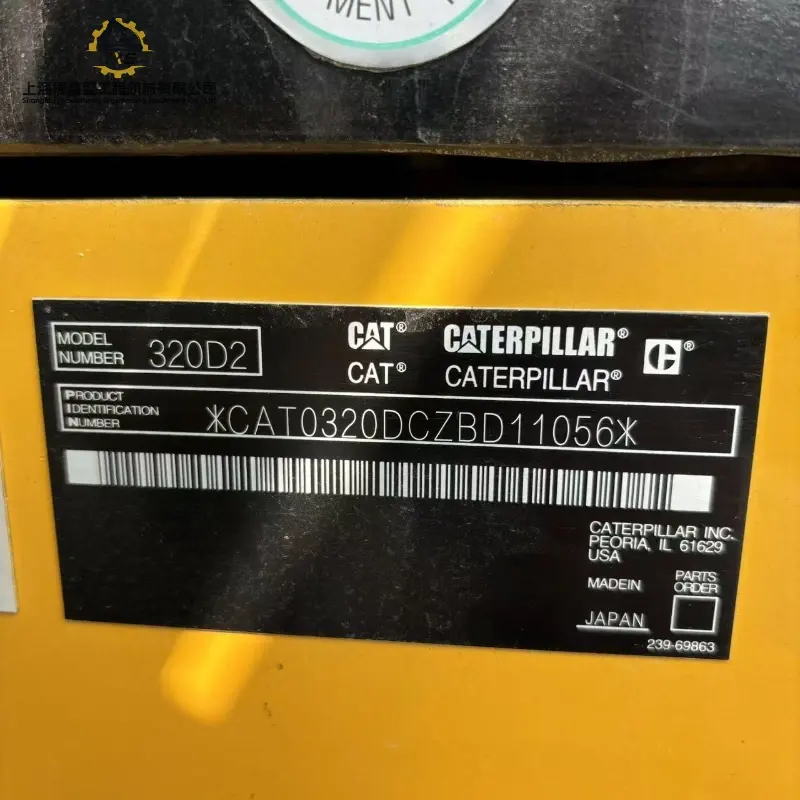 MENT
MODEL
NUMBER 320D2
CAT® CATERPILLAR® C®
CAT® CATERPILLAR®
PRODUCT
IDENTIFICATION
NUMBER
*CAT0320DCZBD11056*
CATERPILLAR INC.
PEORIA, IL 61629
USA
MADEIN
JAPAN
PARTS
ORDER
239-69863